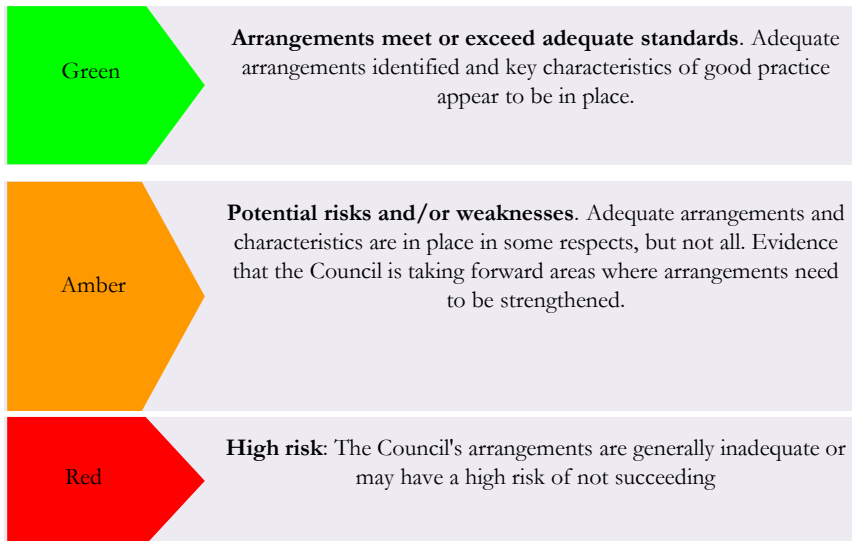 Green
Arrangements meet or exceed adequate standards. Adequate
arrangements identified and key characteristics of good practice
appear to be in place.
Amber
Potential risks and/or weaknesses. Adequate arrangements and
characteristics are in place in some respects, but not all. Evidence
that the Council is taking forward areas where arrangements need
to be strengthened.
Red
High risk: The Council's arrangements are generally inadequate or
may have a high risk of not succeeding